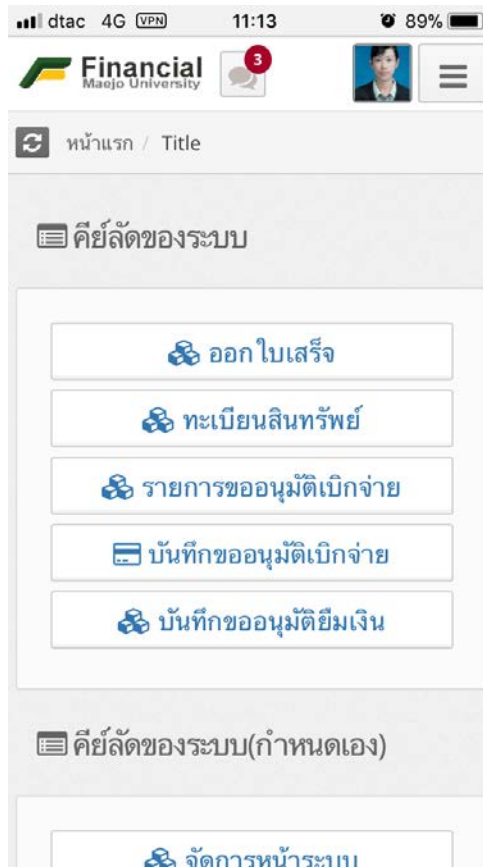 dtac 4G VPN 11:13 89%
Financial 3
Maejo University
หน้าแรก / Title
คีย์ลัดของระบบ
ออกใบเสร็จ
ทะเบียนสินทรัพย์
รายการขออนุมัติเบิกจ่าย
บันทึกขออนุมัติเบิกจ่าย
บันทึกขออนุมัติยืมเงิน
คีย์ลัดของระบบ(กำหนดเอง)
จัดการหน้าระบบ